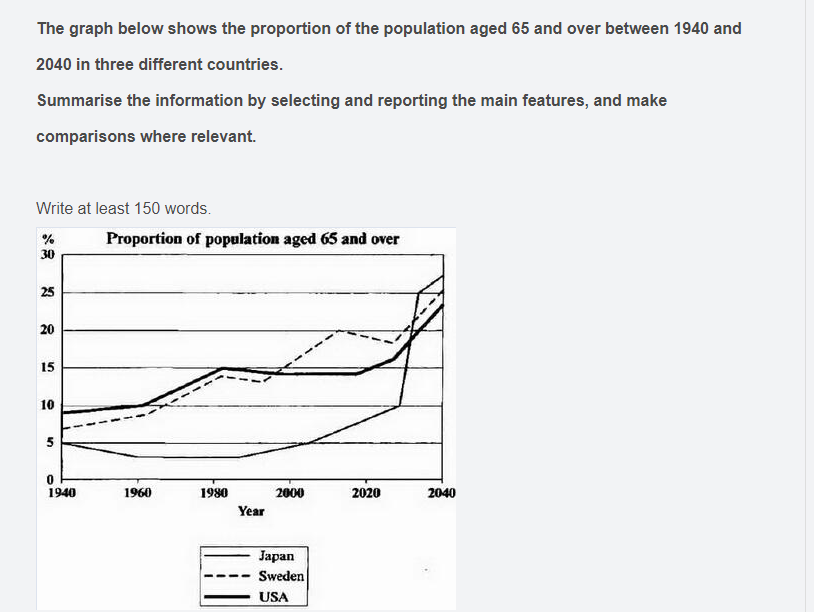 The graph below shows the proportion of the population aged 65 and over between 1940 and
2040 in three different countries.
Summarise the information by selecting and reporting the main features, and make
comparisons where relevant.
Write at least 150 words.
% Proportion of population aged 65 and over
30
25
20
15
10
5
0
1940 1960 1980 2000 2020 2040
Year
Japan
Sweden
USA